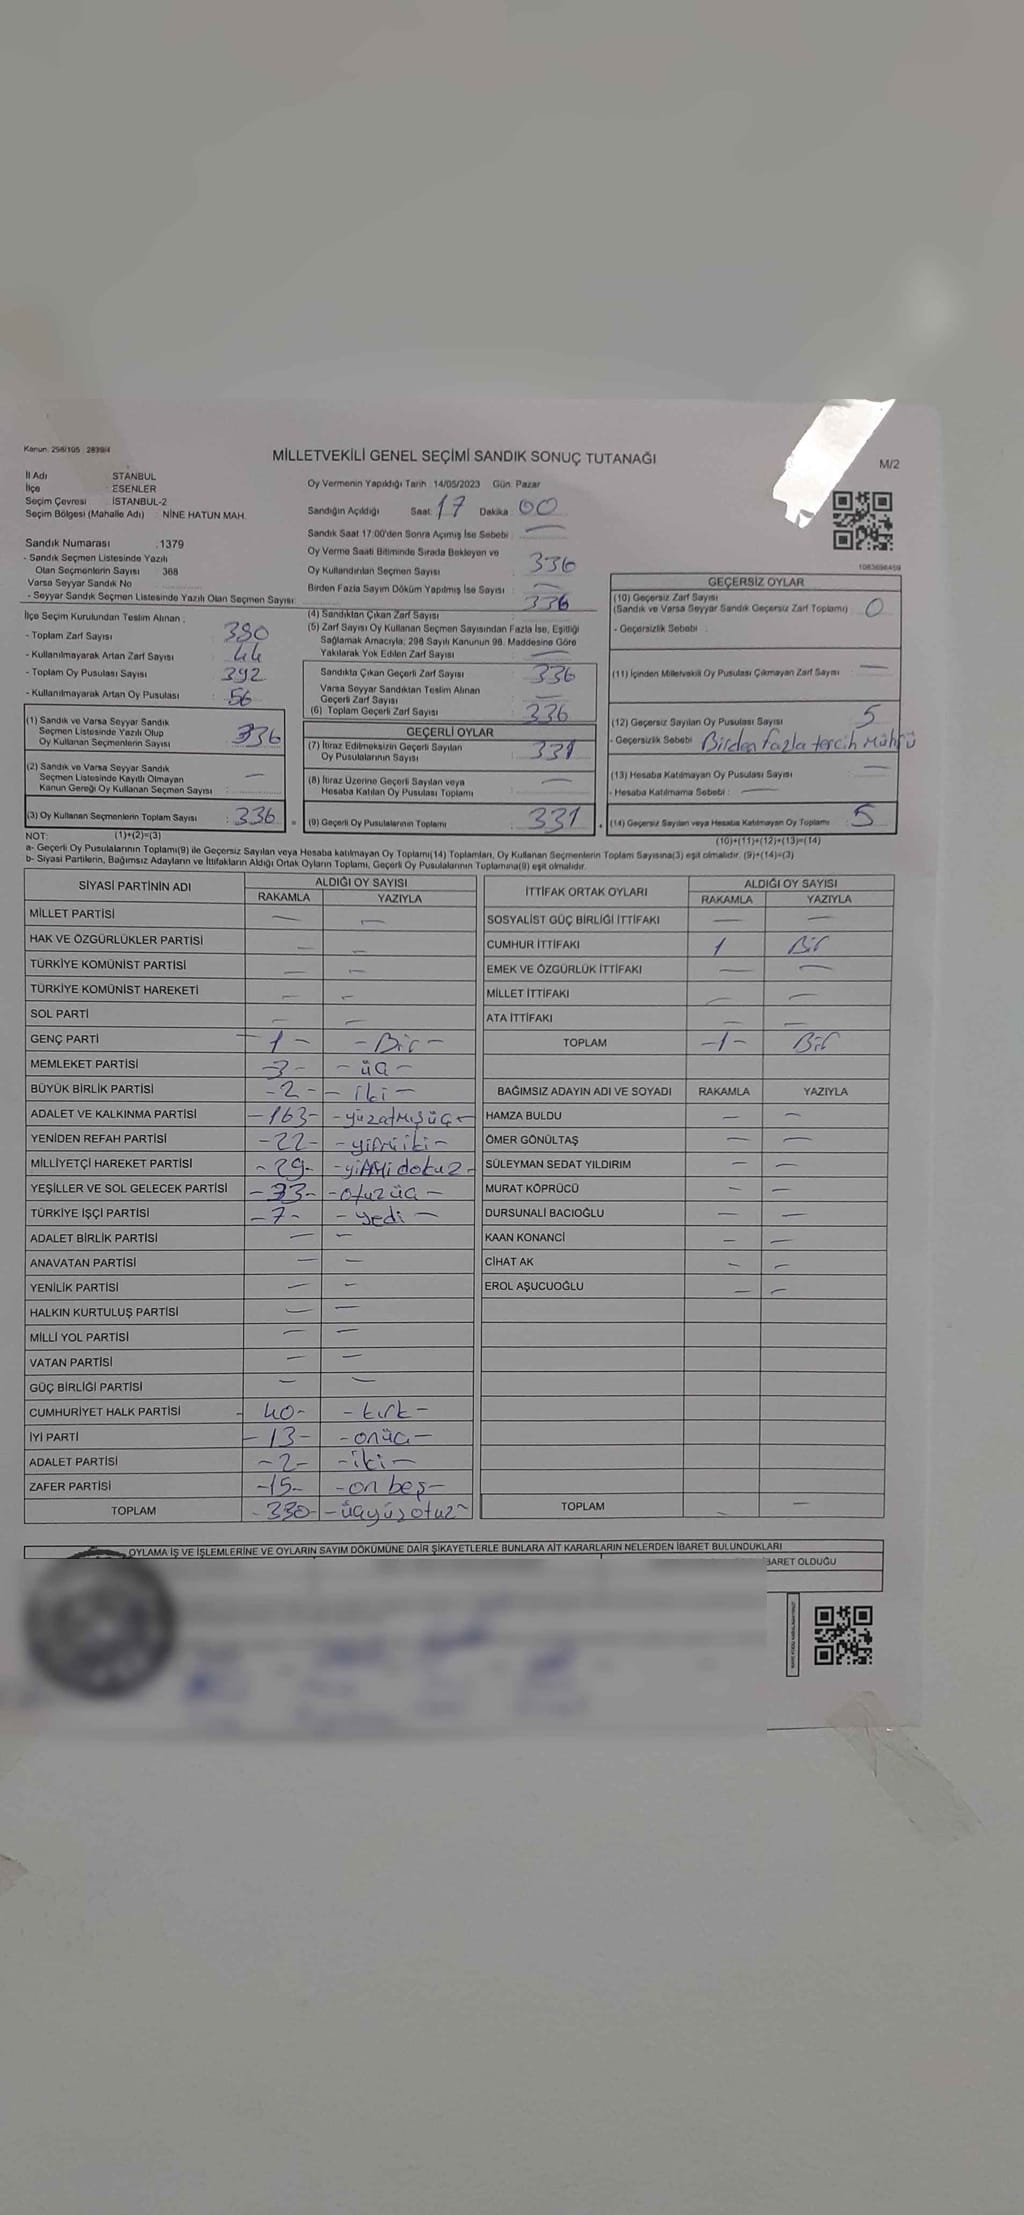 Kanun: 298/105 2839/4
MİLLETVEKİLİ GENEL SEÇİMİ SANDIK SONUÇ TUTANAĞI
M/2
İl Adı STANBUL
İlçe ESENLER
Seçim Çevresi İSTANBUL-2
Seçim Bölgesi (Mahalle Adı) NİNE HATUN MAH.
Oy Vermenin Yapıldığı Tarih 14/05/2023 Gün: Pazar
Sandığın Açıldığı Saat: 17 Dakika 00
Sandık Saat 17:00'den Sonra Açımış İse Sebebi —
Oy Verme Saati Bitiminde Sırada Bekleyen ve
Oy Kullandırılan Seçmen Sayısı 336
Birden Fazla Sayım Döküm Yapılmış İse Sayısı —
Sandık Numarası :1379
- Sandık Seçmen Listesinde Yazılı
Olan Seçmenlerin Sayısı 368
Varsa Seyyar Sandık No
- Seyyar Sandık Seçmen Listesinde Yazılı Olan Seçmen Sayısı:
İlçe Seçim Kurulundan Teslim Alınan ;
- Toplam Zarf Sayısı : 380
- Kullanılmayarak Artan Zarf Sayısı 44
- Toplam Oy Pusulası Sayısı 392
- Kullanılmayarak Artan Oy Pusulası : 56
(1) Sandık ve Varsa Seyyar Sandık
Seçmen Listesinde Yazılı Olup
Oy Kullanan Seçmenlerin Sayısı 336
(2) Sandık ve Varsa Seyyar Sandık
Seçmen Listesinde Kayıtlı Olmayan
Kanun Gereği Oy Kullanan Seçmen Sayısı : —
(3) Oy Kullanan Seçmenlerin Toplam Sayısı : 336 =
(4) Sandıktan Çıkan Zarf Sayısı 336
(5) Zarf Sayısı Oy Kullanan Seçmen Sayısından Fazla İse, Eşitliği
Sağlamak Amacıyla; 298 Sayılı Kanunun 98. Maddesine Göre
Yakılarak Yok Edilen Zarf Sayısı —
Sandıkta Çıkan Geçerli Zarf Sayısı 336
Varsa Seyyar Sandıktan Teslim Alınan
Geçerli Zarf Sayısı —
(6) Toplam Geçerli Zarf Sayısı 336
GEÇERLİ OYLAR
(7) İtiraz Edilmeksizin Geçerli Sayılan
Oy Pusulalarının Sayısı 331
(8) İtiraz Üzerine Geçerli Sayılan veya
Hesaba Katılan Oy Pusulası Toplamı —
(9) Geçerli Oy Pusulalarının Toplamı 331
1083698459
GEÇERSİZ OYLAR
(10) Geçersiz Zarf Sayısı
(Sandık ve Varsa Seyyar Sandık Geçersiz Zarf Toplamı) : 0
- Geçersizlik Sebebi :
(11) İçinden Milletvekili Oy Pusulası Çıkmayan Zarf Sayısı —
(12) Geçersiz Sayılan Oy Pusulası Sayısı 5
- Geçersizlik Sebebi Birden fazla tercih Mührü
(13) Hesaba Katılmayan Oy Pusulası Sayısı —
- Hesaba Katılmama Sebebi : —
(14) Geçersiz Sayılan veya Hesaba Katılmayan Oy Toplamı 5
NOT: (1)+(2)=(3) (10)+(11)+(12)+(13)=(14)
a- Geçerli Oy Pusulalarının Toplamı(9) ile Geçersiz Sayılan veya Hesaba katılmayan Oy Toplamı(14) Toplamları, Oy Kullanan Seçmenlerin Toplam Sayısına(3) eşit olmalıdır. (9)+(14)=(3)
b- Siyasi Partilerin, Bağımsız Adayların ve İttifakların Aldığı Ortak Oyların Toplamı, Geçerli Oy Pusulalarının Toplamına(9) eşit olmalıdır.
SİYASİ PARTİNİN ADI ALDIĞI OY SAYISI
RAKAMLA YAZIYLA
MİLLET PARTİSİ — —
HAK VE ÖZGÜRLÜKLER PARTİSİ — —
TÜRKİYE KOMÜNİST PARTİSİ — —
TÜRKİYE KOMÜNİST HAREKETİ — —
SOL PARTİ — —
GENÇ PARTİ -1- -Bir-
MEMLEKET PARTİSİ -3- -üç-
BÜYÜK BİRLİK PARTİSİ -2- -iki-
ADALET VE KALKINMA PARTİSİ -163- -yüzatmışüç-
YENİDEN REFAH PARTİSİ -22- -yirmiiki-
MİLLİYETÇİ HAREKET PARTİSİ -29- -yirmidokuz-
YEŞİLLER VE SOL GELECEK PARTİSİ -33- -otuzüç-
TÜRKİYE İŞÇİ PARTİSİ -7- -yedi-
ADALET BİRLİK PARTİSİ — —
ANAVATAN PARTİSİ — —
YENİLİK PARTİSİ — —
HALKIN KURTULUŞ PARTİSİ — —
MİLLİ YOL PARTİSİ — —
VATAN PARTİSİ — —
GÜÇ BİRLİĞİ PARTİSİ — —
CUMHURİYET HALK PARTİSİ -40- -kırk-
İYİ PARTİ -13- -onüç-
ADALET PARTİSİ -2- -iki-
ZAFER PARTİSİ -15- -on beş-
TOPLAM -330- -üçyüzotuz-
İTTİFAK ORTAK OYLARI ALDIĞI OY SAYISI
RAKAMLA YAZIYLA
SOSYALİST GÜÇ BİRLİĞİ İTTİFAKI — —
CUMHUR İTTİFAKI 1 Bir
EMEK VE ÖZGÜRLÜK İTTİFAKI — —
MİLLET İTTİFAKI — —
ATA İTTİFAKI — —
TOPLAM -1- Bir
BAĞIMSIZ ADAYIN ADI VE SOYADI RAKAMLA YAZIYLA
HAMZA BULDU — —
ÖMER GÖNÜLTAŞ — —
SÜLEYMAN SEDAT YILDIRIM — —
MURAT KÖPRÜCÜ — —
DURSUNALİ BACIOĞLU — —
KAAN KONANCİ — —
CİHAT AK — —
EROL AŞUCUOĞLU — —
TOPLAM — —
OYLAMA İŞ VE İŞLEMLERİNE VE OYLARIN SAYIM DÖKÜMÜNE DAİR ŞİKAYETLERLE BUNLARA AİT KARARLARIN NELERDEN İBARET BULUNDUKLARI
BARET OLDUĞU